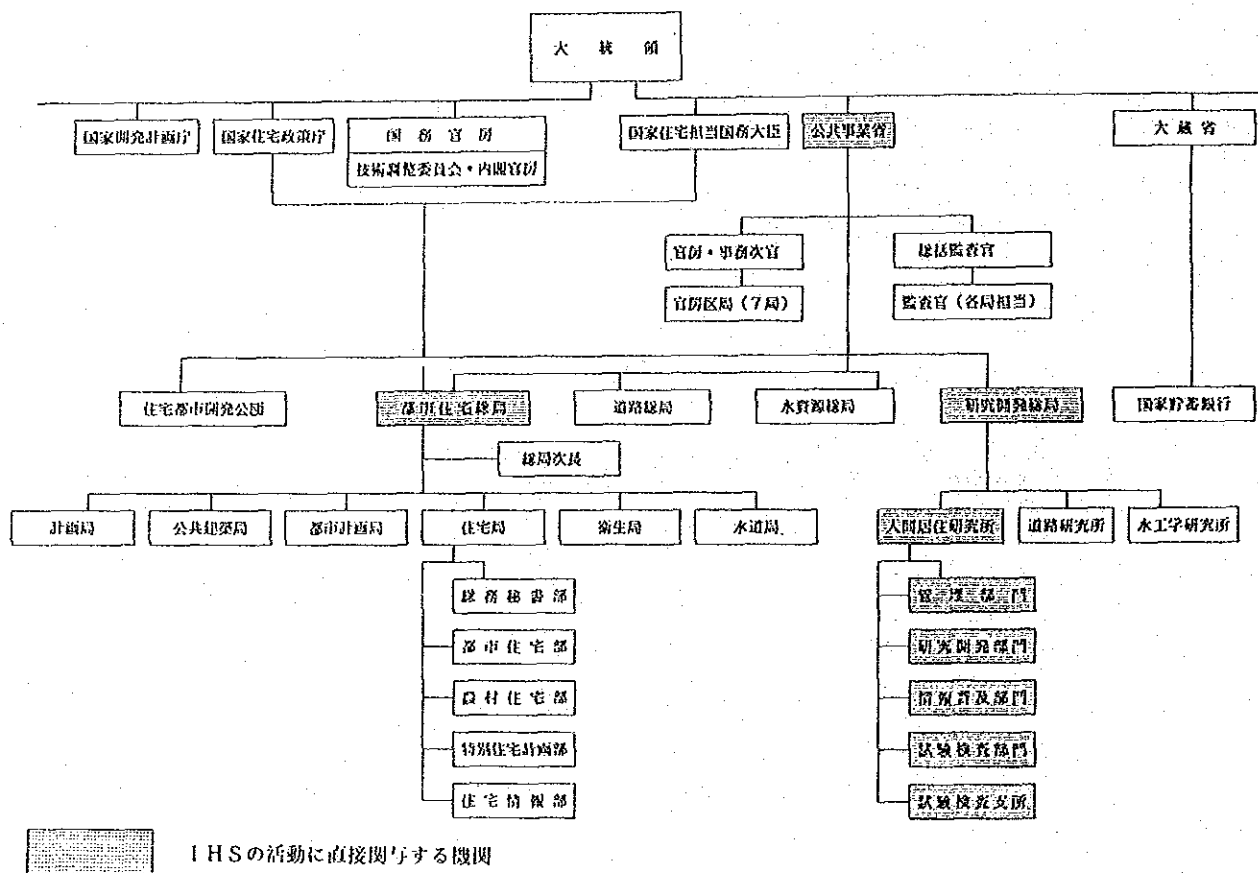 大統領
国家開発計画庁
国家住宅政策庁
国務官房
技術調整委員会・内閣官房
国家住宅担当国務大臣
公共事業省
大蔵省
官房・事務次官
総括監査官
官房区局（7局）
監査官（各局担当）
住宅都市開発公団
都市住宅総局
道路総局
水資源総局
研究開発総局
国家貯蓄銀行
総局次長
計画局
公共建築局
都市計画局
住宅局
衛生局
水道局
人間居住研究所
道路研究所
水工学研究所
総務秘書部
管理部門
都市住宅部
研究開発部門
農村住宅部
情報普及部門
特別住宅計画部
試験検査部門
住宅情報部
試験検査支所
IHSの活動に直接関与する機関